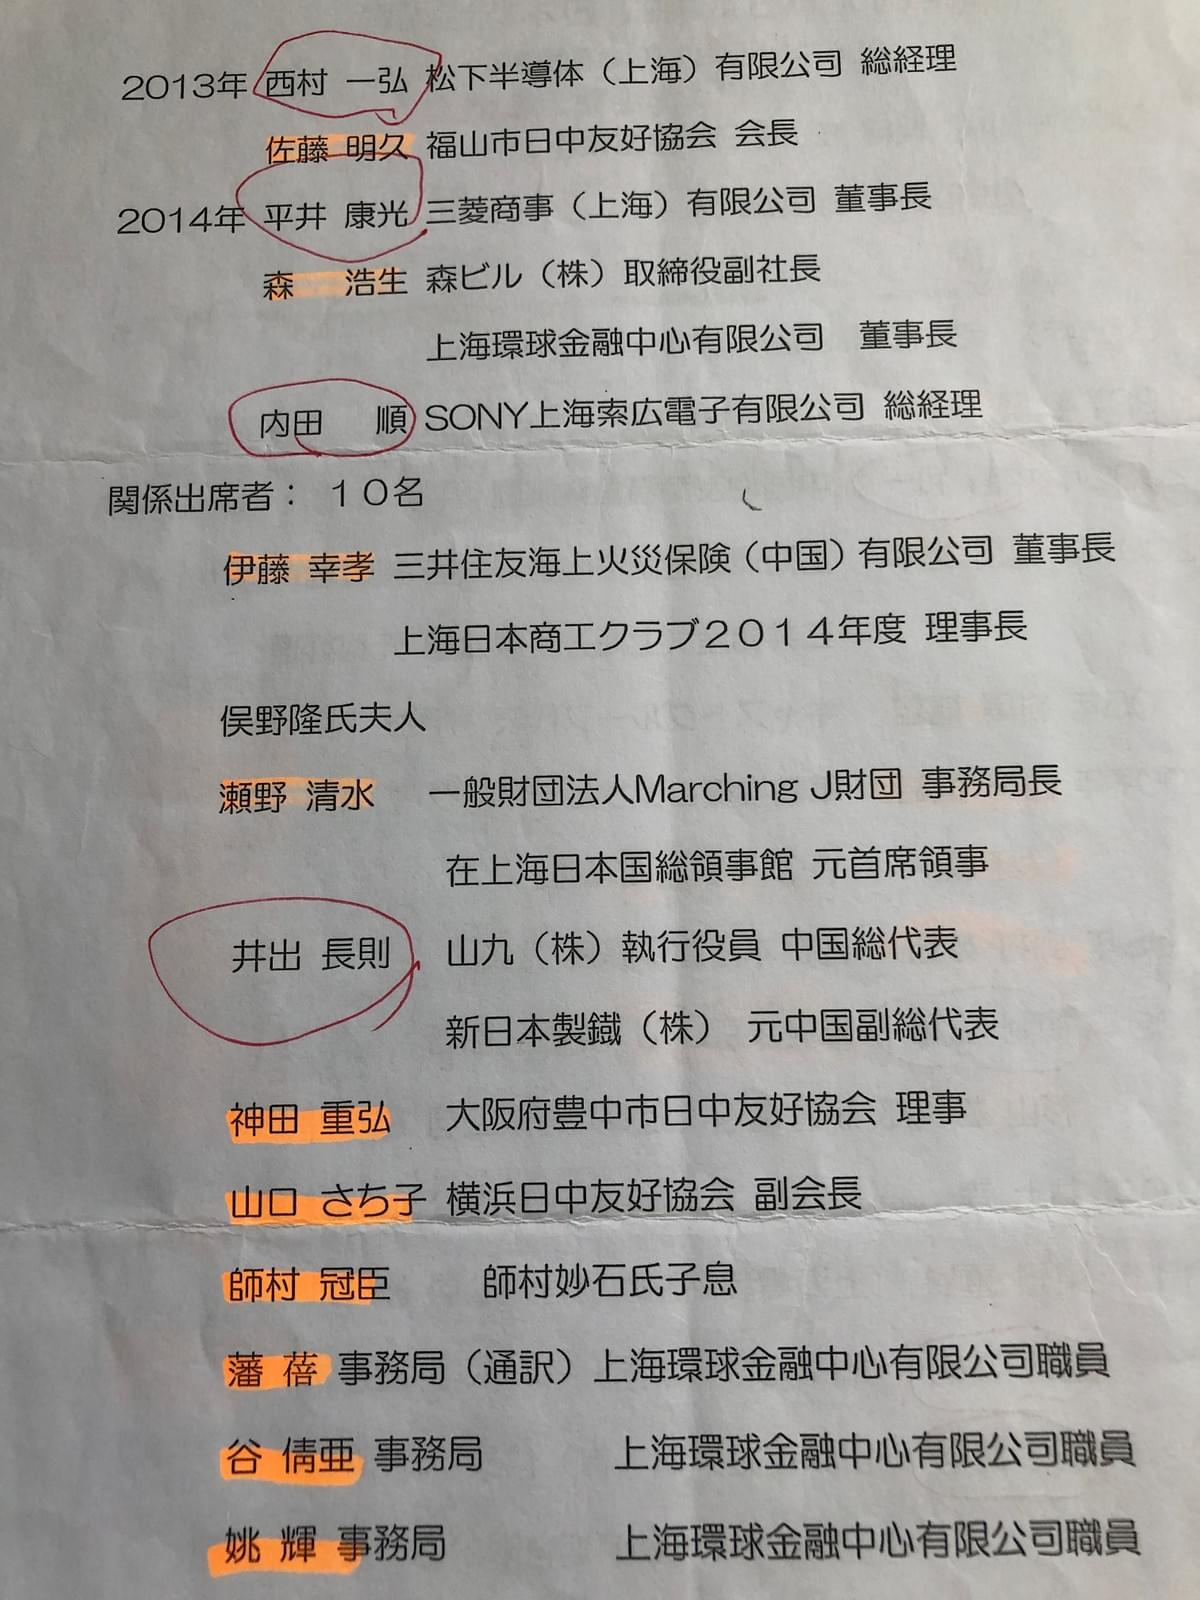 2013年 西村 一弘 松下半導体（上海）有限公司 総経理
佐藤 明久 福山市日中友好協会 会長
2014年 平井 康光 三菱商事（上海）有限公司 董事長
森 浩生 森ビル（株）取締役副社長
上海環球金融中心有限公司 董事長
内田 順 SONY上海索広電子有限公司 総経理
関係出席者： １０名
伊藤 幸孝 三井住友海上火災保険（中国）有限公司 董事長
上海日本商工クラブ２０１４年度 理事長
俣野隆氏夫人
瀬野 清水 一般財団法人Marching J財団 事務局長
在上海日本国総領事館 元首席領事
井出 長則 山九（株）執行役員 中国総代表
新日本製鐵（株） 元中国副総代表
神田 重弘 大阪府豊中市日中友好協会 理事
山口 さち子 横浜日中友好協会 副会長
師村 冠臣 師村妙石氏子息
藩 蓓 事務局（通訳）上海環球金融中心有限公司職員
谷 倩亜 事務局 上海環球金融中心有限公司職員
姚 輝 事務局 上海環球金融中心有限公司職員